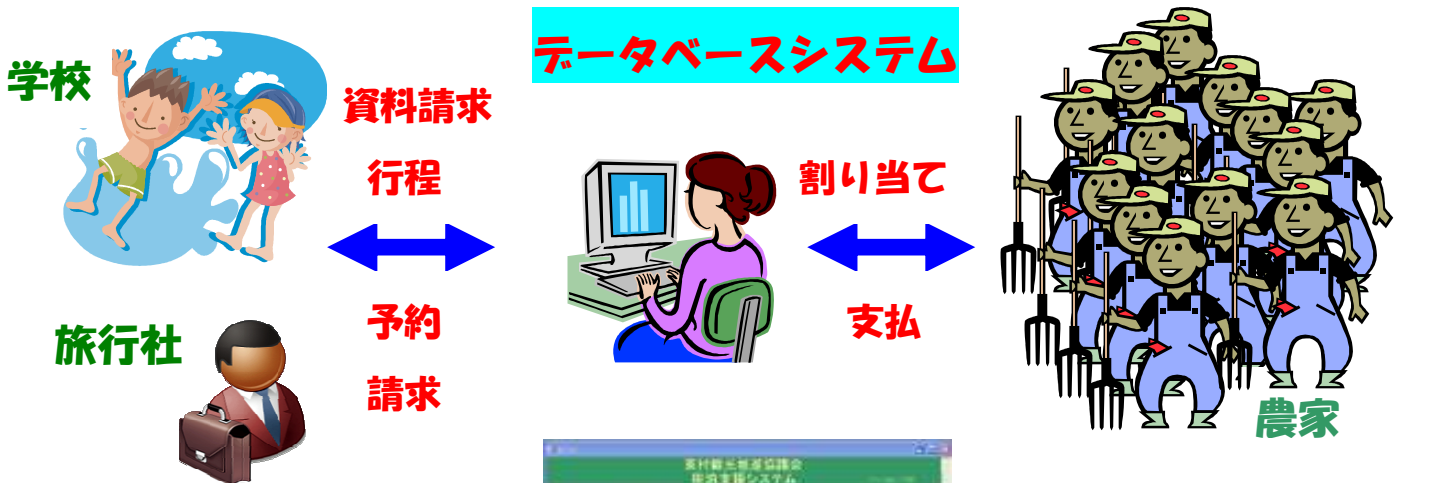 学校
資料請求
行程
予約
請求
旅行社
データベースシステム
割り当て
支払
農家